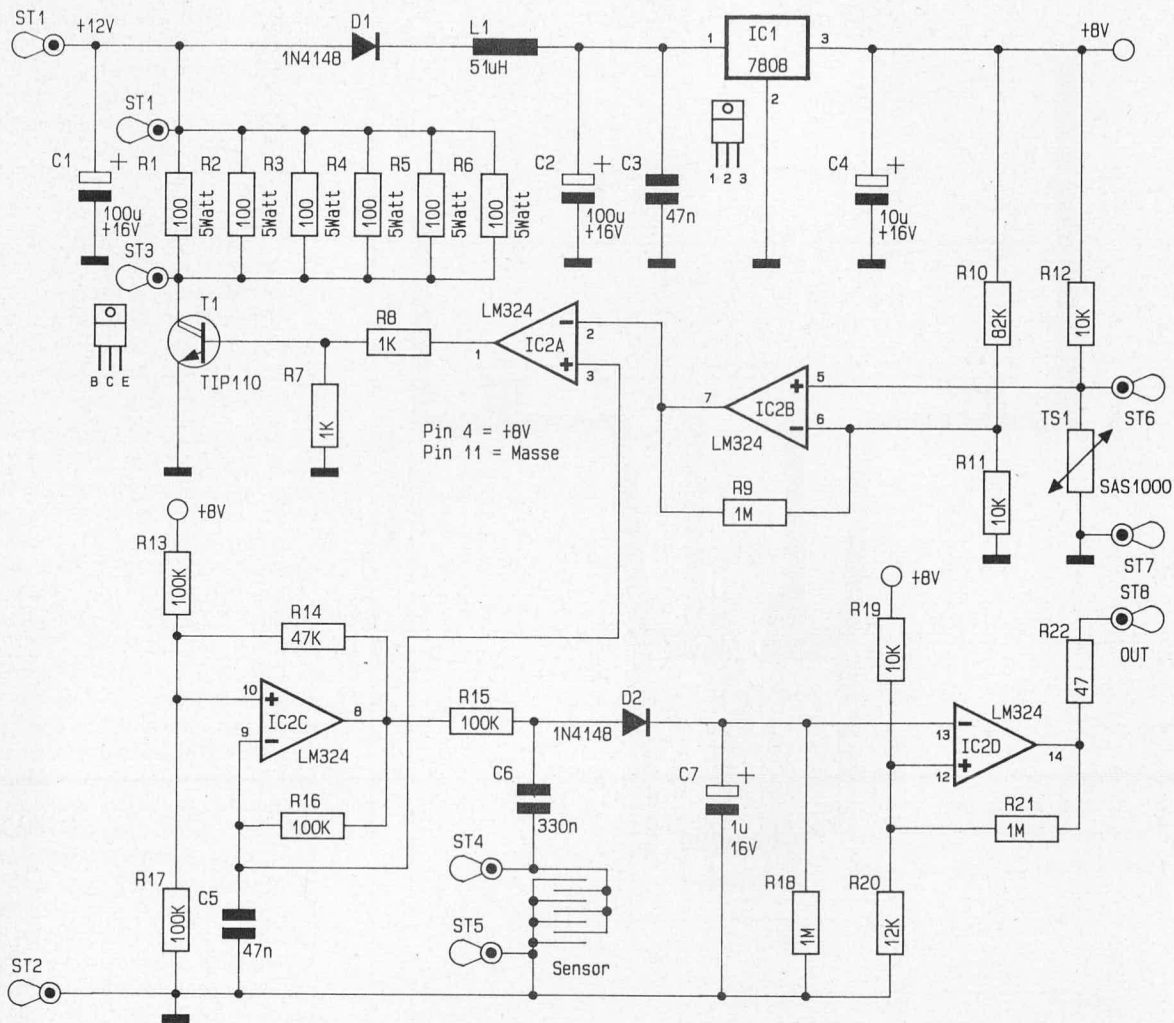 ST1
+12V
D1
1N4148
L1
51uH
1
IC1
7808
3
2
+8V
ST1
C1
+
100u
+16V
R1
100
5Watt
R2
100
5Watt
R3
100
5Watt
R4
100
5Watt
R5
100
5Watt
R6
100
5Watt
C2
+
100u
+16V
C3
47n
1 2 3
C4
+
10u
+16V
ST3
T1
B C E
TIP110
R7
1K
R8
1K
LM324
IC2A
1
2
3
R10
82K
R12
10K
IC2B
LM324
7
5
6
ST6
TS1
SAS1000
Pin 4 = +8V
Pin 11 = Masse
R9
1M
R11
10K
ST7
+8V
R13
100K
R14
47K
10
9
IC2C
8
LM324
R15
100K
D2
1N4148
+8V
R19
10K
ST8
OUT
R22
47
LM324
IC2D
13
12
14
R16
100K
C6
330n
C7
+
1u
16V
R21
1M
R17
100K
C5
47n
ST4
ST5
Sensor
R18
1M
R20
12K
ST2